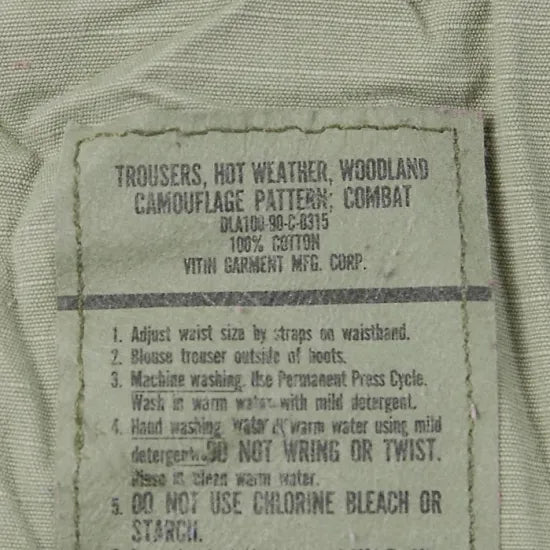 TROUSERS, HOT WEATHER, WOODLAND
CAMOUFLAGE PATTERN: COMBAT
DLA100-90-C-0315
100% COTTON
VITIN GARMENT MFG. CORP.
1. Adjust waist size by straps on waistband.
2. Blouse trouser outside of boots.
3. Machine washing. Use Permanent Press Cycle.
Wash in warm water with mild detergent.
4. Hand washing. Water warm water using mild
detergent. DO NOT WRING OR TWIST.
Rinse in clean warm water.
5. DO NOT USE CHLORINE BLEACH OR
STARCH.